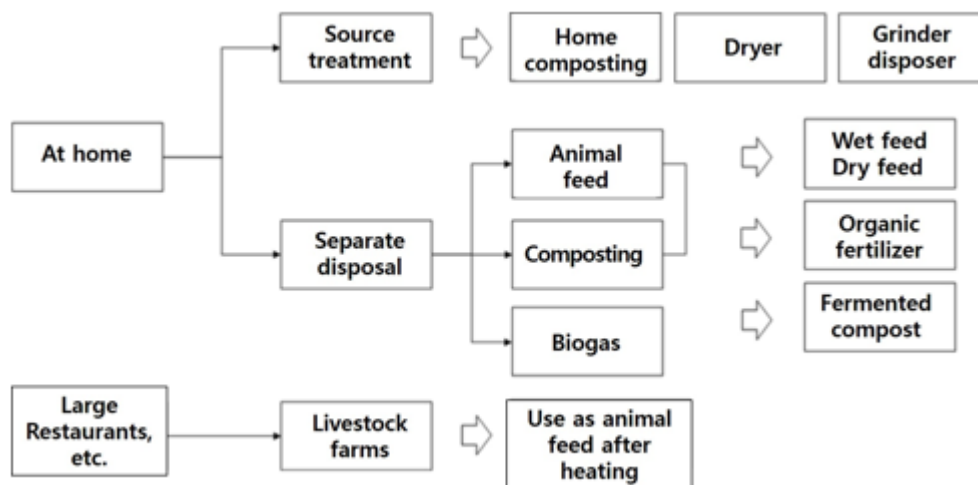 Source
treatment
Home
composting
Dryer
Grinder
disposer
At home
Animal
feed
Wet feed
Dry feed
Separate
disposal
Composting
Organic
fertilizer
Biogas
Fermented
compost
Large
Restaurants,
etc.
Livestock
farms
Use as animal
feed after
heating